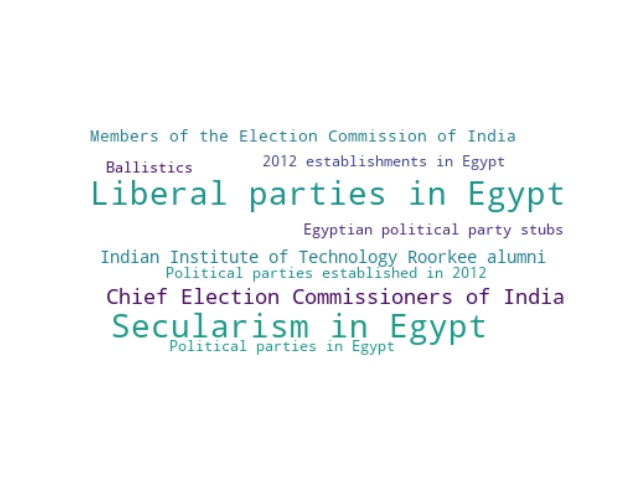 Members of the Election Commission of India
2012 establishments in Egypt
Ballistics
Liberal parties in Egypt
Egyptian political party stubs
Indian Institute of Technology Roorkee alumni
Political parties established in 2012
Chief Election Commissioners of India
Secularism in Egypt
Political parties in Egypt